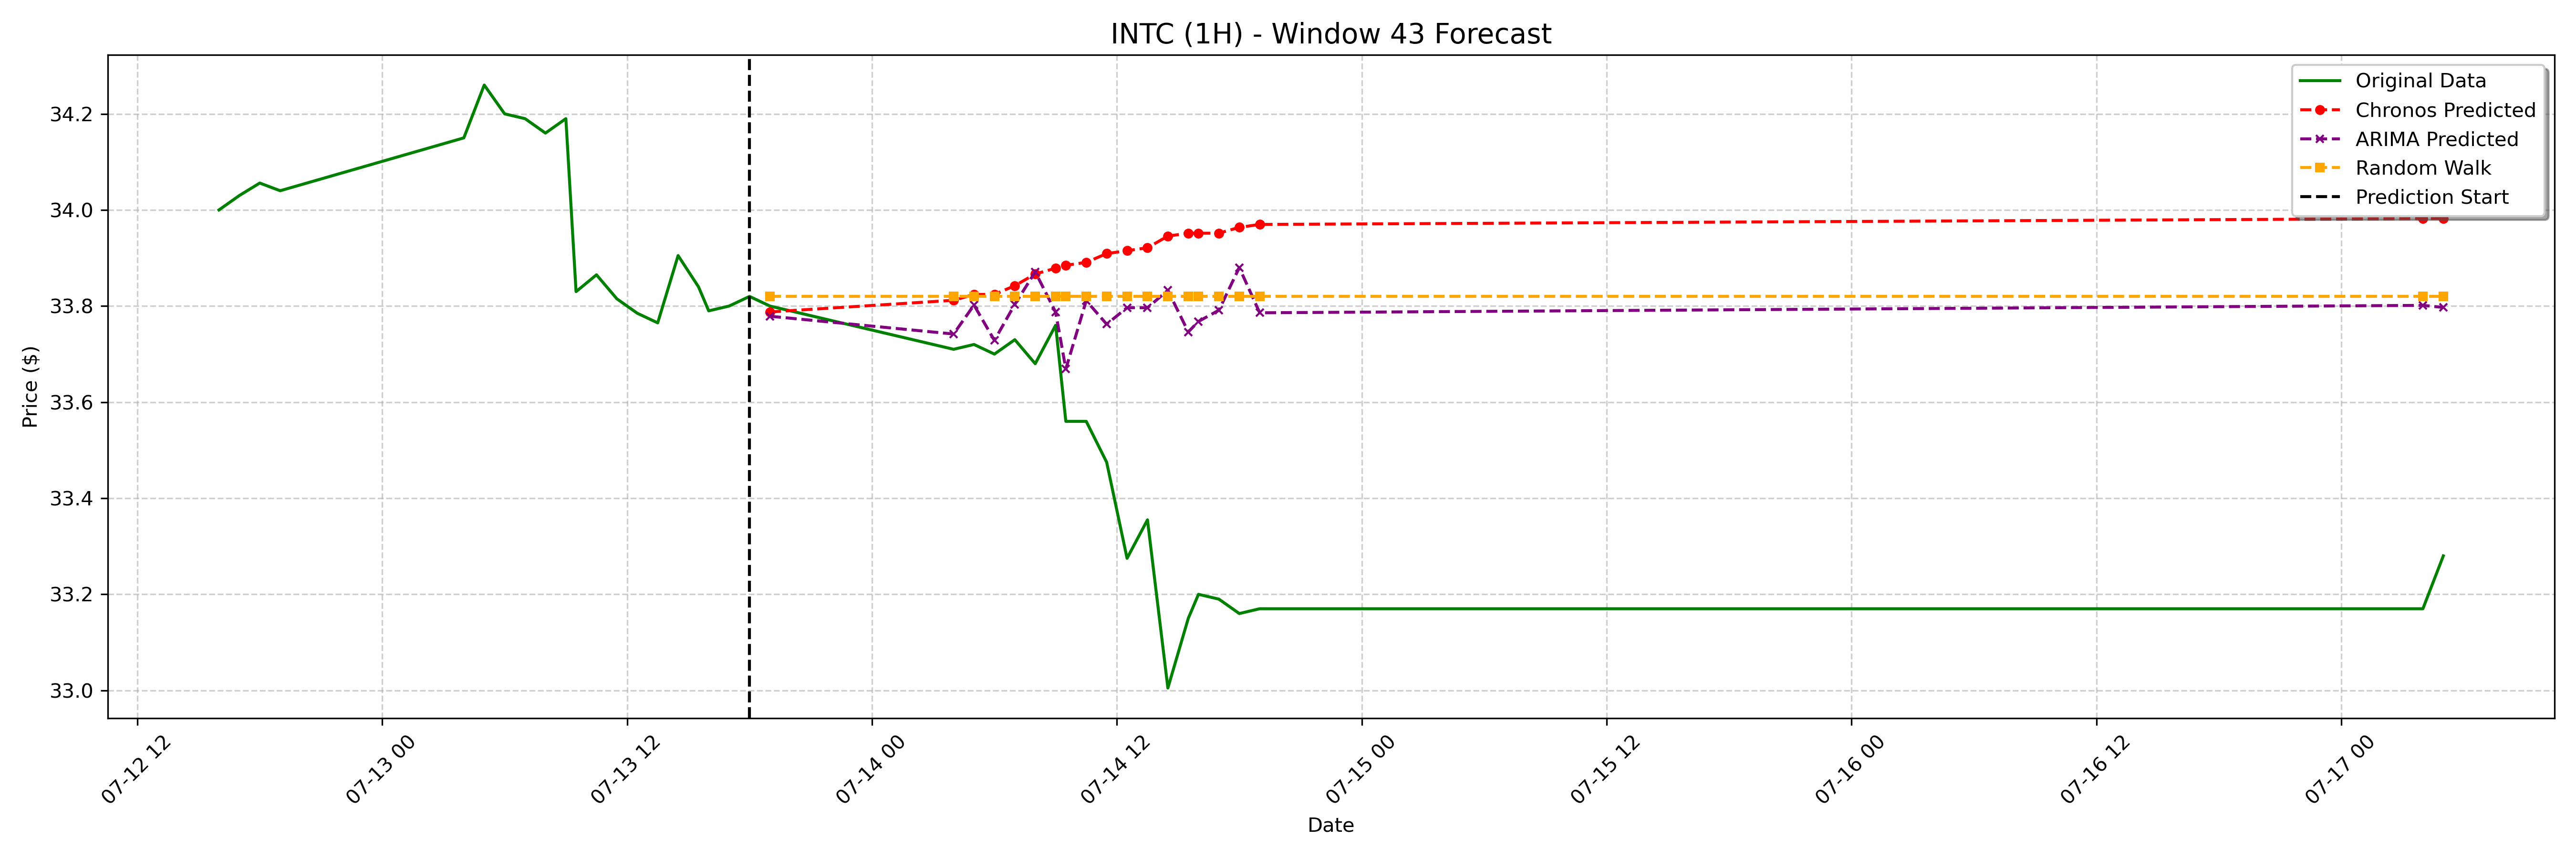 INTC (1H) - Window 43 Forecast
Original Data
Chronos Predicted
ARIMA Predicted
Random Walk
Prediction Start
Price ($)
34.2
34.0
33.8
33.6
33.4
33.2
33.0
07-12 12
07-13 00
07-13 12
07-14 00
07-14 12
07-15 00
07-15 12
07-16 00
07-16 12
07-17 00
Date